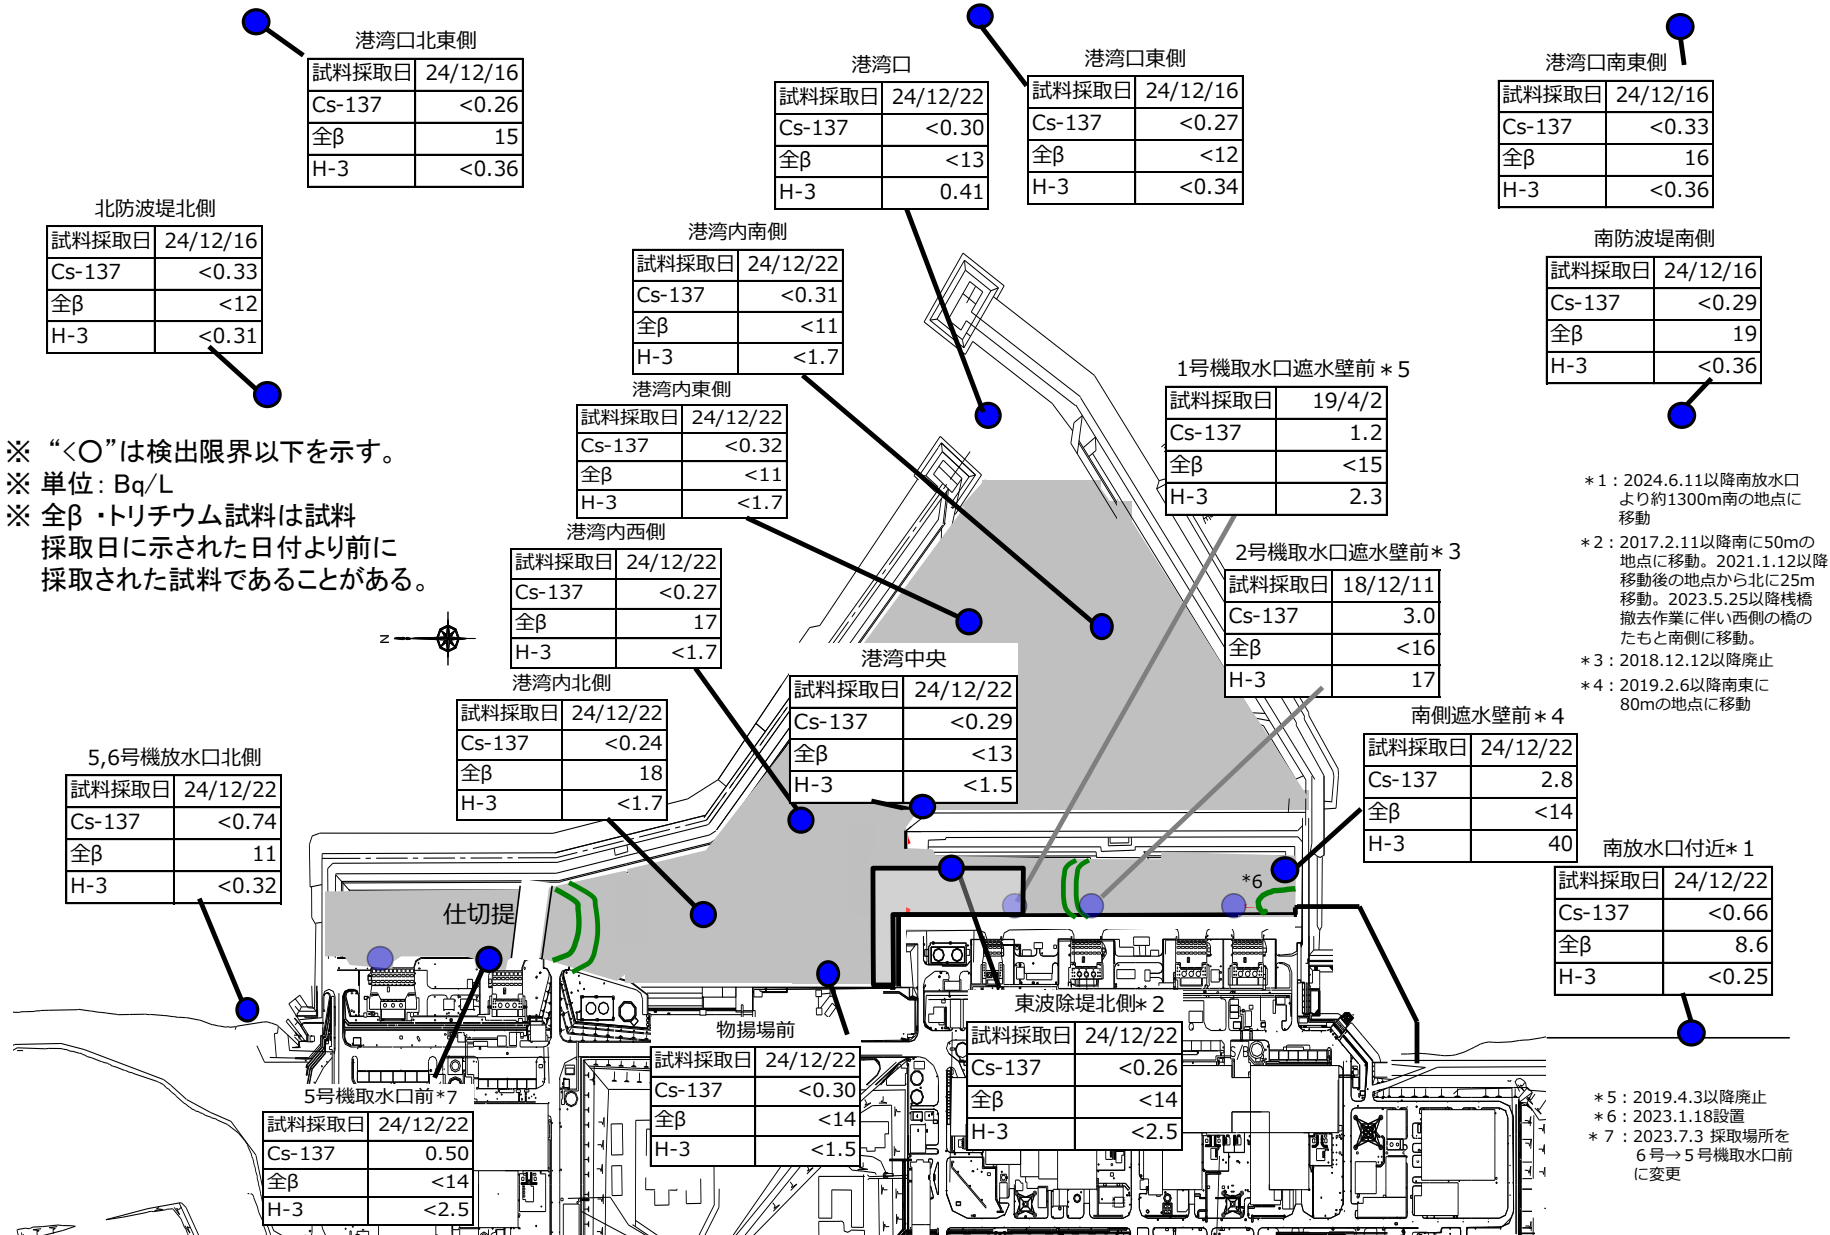 港湾口北東側
試料採取日 24/12/16
Cs-137 <0.26
全β 15
H-3 <0.36
港湾口
試料採取日 24/12/22
Cs-137 <0.30
全β <13
H-3 0.41
港湾口東側
試料採取日 24/12/16
Cs-137 <0.27
全β <12
H-3 <0.34
港湾口南東側
試料採取日 24/12/16
Cs-137 <0.33
全β 16
H-3 <0.36
北防波堤北側
試料採取日 24/12/16
Cs-137 <0.33
全β <12
H-3 <0.31
港湾内南側
試料採取日 24/12/22
Cs-137 <0.31
全β <11
H-3 <1.7
南防波堤南側
試料採取日 24/12/16
Cs-137 <0.29
全β 19
H-3 <0.36
港湾内東側
試料採取日 24/12/22
Cs-137 <0.32
全β <11
H-3 <1.7
1号機取水口遮水壁前*5
試料採取日 19/4/2
Cs-137 1.2
全β <15
H-3 2.3
※ “<○”は検出限界以下を示す。
※ 単位: Bq/L
※ 全β ・トリチウム試料は試料
採取日に示された日付より前に
採取された試料であることがある。
港湾内西側
試料採取日 24/12/22
Cs-137 <0.27
全β 17
H-3 <1.7
2号機取水口遮水壁前*3
試料採取日 18/12/11
Cs-137 3.0
全β <16
H-3 17
*1:2024.6.11以降南放水口
より約1300m南の地点に
移動
*2:2017.2.11以降南に50mの
地点に移動。2021.1.12以降
移動後の地点から北に25m
移動。2023.5.25以降桟橋
撤去作業に伴い西側の橋の
たもと南側に移動。
*3:2018.12.12以降廃止
*4:2019.2.6以降南東に
80mの地点に移動
Z
港湾中央
試料採取日 24/12/22
Cs-137 <0.29
全β <13
H-3 <1.5
港湾内北側
試料採取日 24/12/22
Cs-137 <0.24
全β 18
H-3 <1.7
南側遮水壁前*4
試料採取日 24/12/22
Cs-137 2.8
全β <14
H-3 40
5,6号機放水口北側
試料採取日 24/12/22
Cs-137 <0.74
全β 11
H-3 <0.32
南放水口付近*1
試料採取日 24/12/22
Cs-137 <0.66
全β 8.6
H-3 <0.25
仕切堤
*6
東波除堤北側*2
試料採取日 24/12/22
Cs-137 <0.26
全β <14
H-3 <2.5
物揚場前
試料採取日 24/12/22
Cs-137 <0.30
全β <14
H-3 <1.5
S/B
5号機取水口前*7
試料採取日 24/12/22
Cs-137 0.50
全β <14
H-3 <2.5
*5:2019.4.3以降廃止
*6:2023.1.18設置
*7:2023.7.3 採取場所を
6号→5号機取水口前
に変更